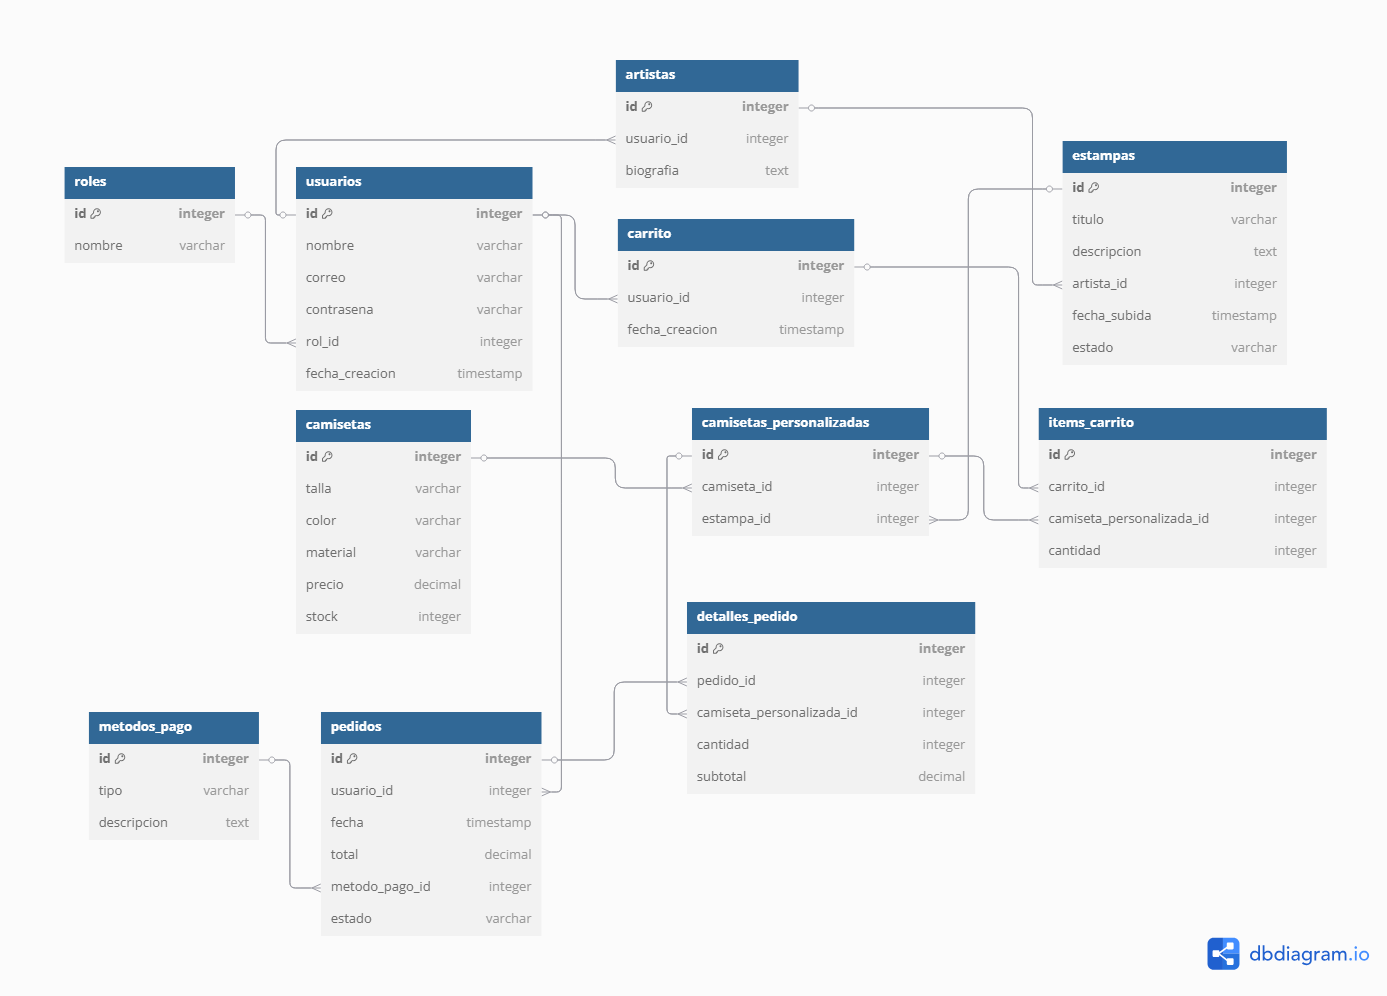 artistas
id integer
usuario_id integer
biografia text
estampas
id integer
titulo varchar
descripcion text
artista_id integer
fecha_subida timestamp
estado varchar
roles
id integer
nombre varchar
usuarios
id integer
nombre varchar
correo varchar
contrasena varchar
rol_id integer
fecha_creacion timestamp
carrito
id integer
usuario_id integer
fecha_creacion timestamp
camisetas
id integer
talla varchar
color varchar
material varchar
precio decimal
stock integer
camisetas_personalizadas
id integer
camiseta_id integer
estampa_id integer
items_carrito
id integer
carrito_id integer
camiseta_personalizada_id integer
cantidad integer
detalles_pedido
id integer
pedido_id integer
camiseta_personalizada_id integer
cantidad integer
subtotal decimal
metodos_pago
id integer
tipo varchar
descripcion text
pedidos
id integer
usuario_id integer
fecha timestamp
total decimal
metodo_pago_id integer
estado varchar
dbdiagram.io